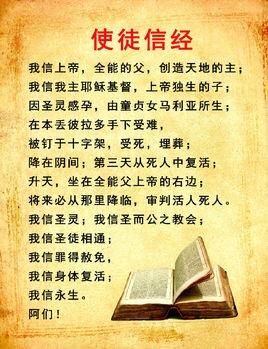 使徒信经
我信上帝，全能的父，创造天地的主；
我信我主耶稣基督，上帝独生的子；
因圣灵感孕，由童贞女马利亚所生；
在本丢彼拉多手下受难，
被钉于十字架，受死，埋葬；
降在阴间；第三天从死人中复活；
升天，坐在全能父上帝的右边；
将来必从那里降临，审判活人死人。
我信圣灵；我信圣而公之教会；
我信圣徒相通；
我信罪得赦免，
我信身体复活；
我信永生。
阿们！